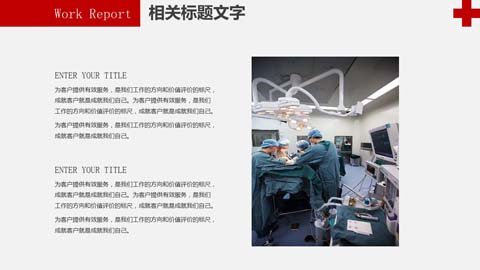 Work Report
相关标题文字
ENTER YOUR TITLE
为客户提供有效服务，是我们工作的方向和价值评价的标尺，
成就客户就是成就我们自己。为客户提供有效服务，是我们
工作的方向和价值评价的标尺，成就客户就是成就我们自己。
为客户提供有效服务，是我们工作的方向和价值评价的标尺，
成就客户就是成就我们自己。
ENTER YOUR TITLE
为客户提供有效服务，是我们工作的方向和价值评价的标尺，
成就客户就是成就我们自己。为客户提供有效服务，是我们
工作的方向和价值评价的标尺，成就客户就是成就我们自己。
为客户提供有效服务，是我们工作的方向和价值评价的标尺，
成就客户就是成就我们自己。